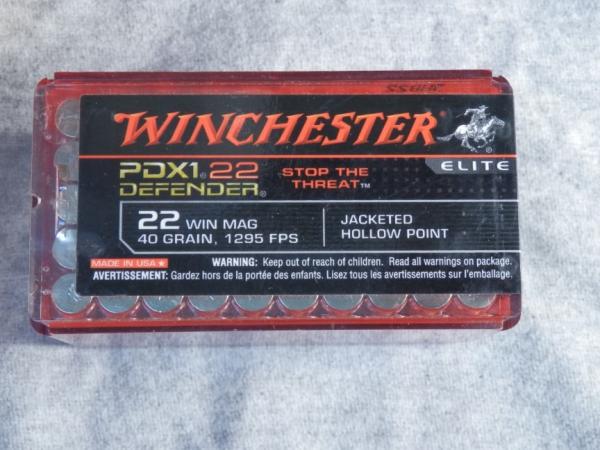 WINCHESTER
PDX1® 22
DEFENDER®
STOP THE
THREAT™
ELITE
22 WIN MAG
40 GRAIN, 1295 FPS
JACKETED
HOLLOW POINT
MADE IN USA ★
WARNING: Keep out of reach of children. Read all warnings on package.
AVERTISSEMENT: Gardez hors de la portée des enfants. Lisez tous les avertissements sur l'emballage.